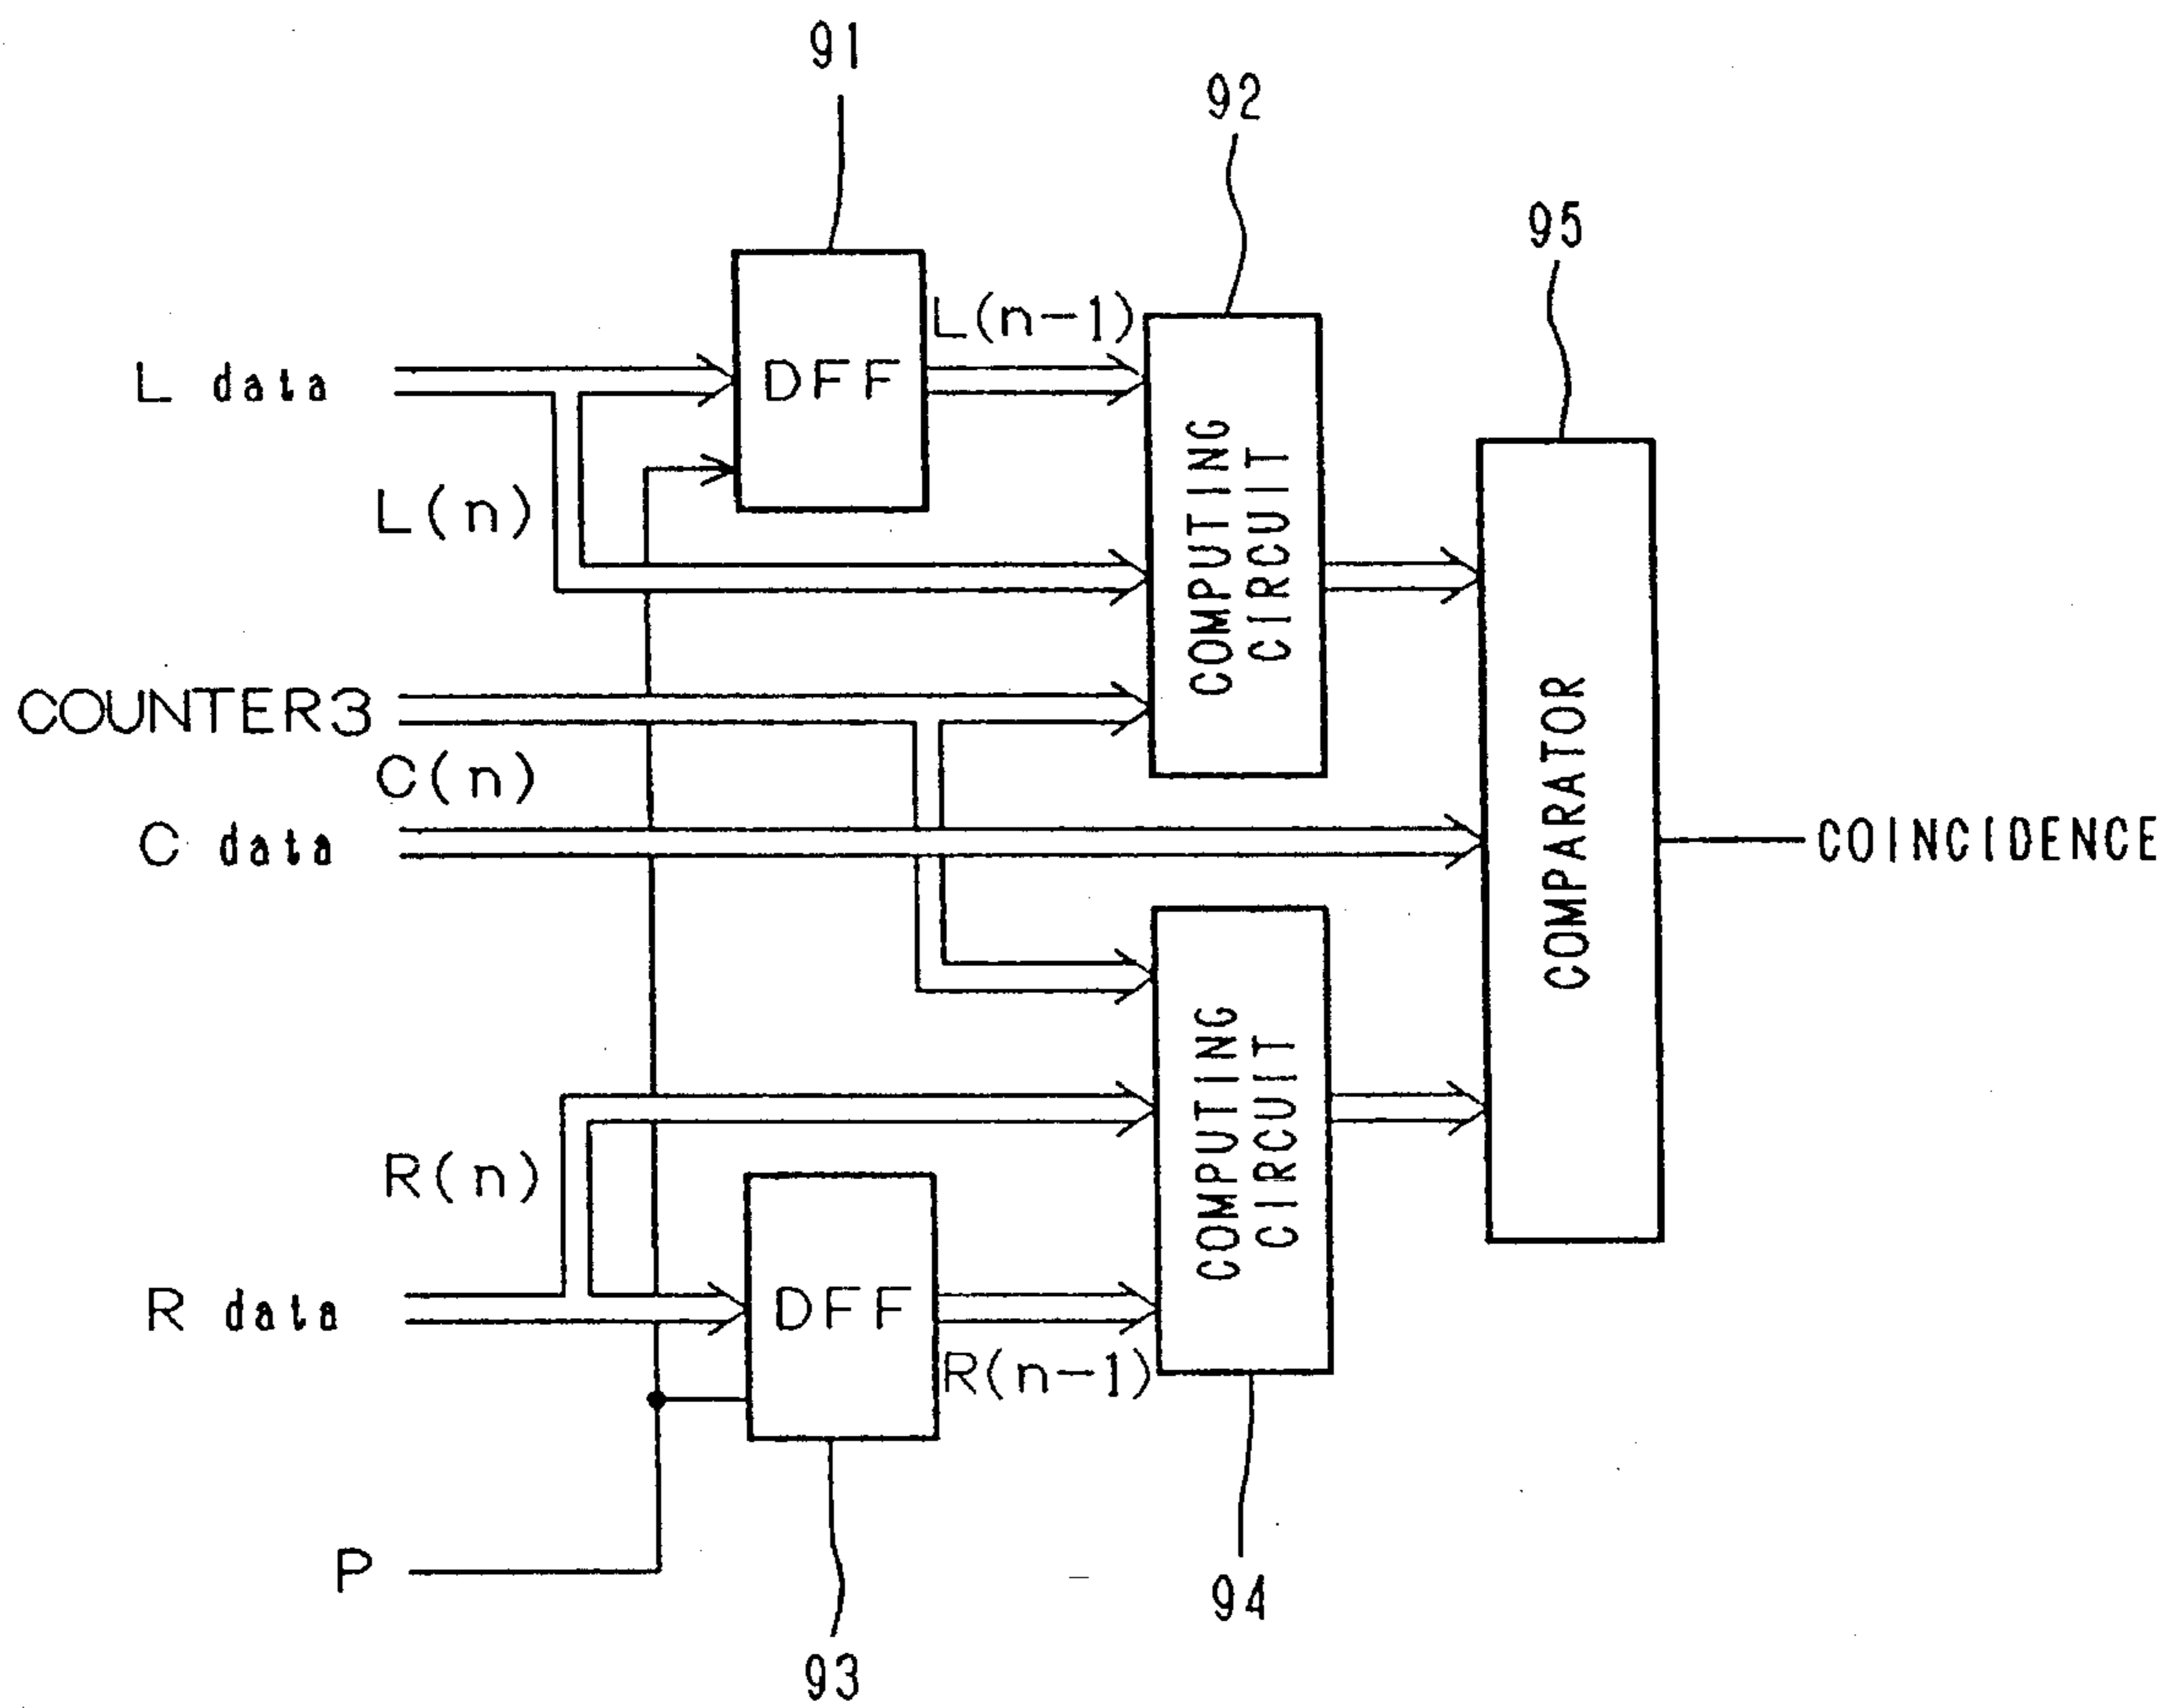 91
92
95
L(n-1)
L data
DFF
L(n)
COMPUTING
CIRCUIT
COUNTER3
C(n)
C data
COMPARATOR
COINCIDENCE
COMPUTING
CIRCUIT
R(n)
R data
DFF
R(n-1)
P
94
93